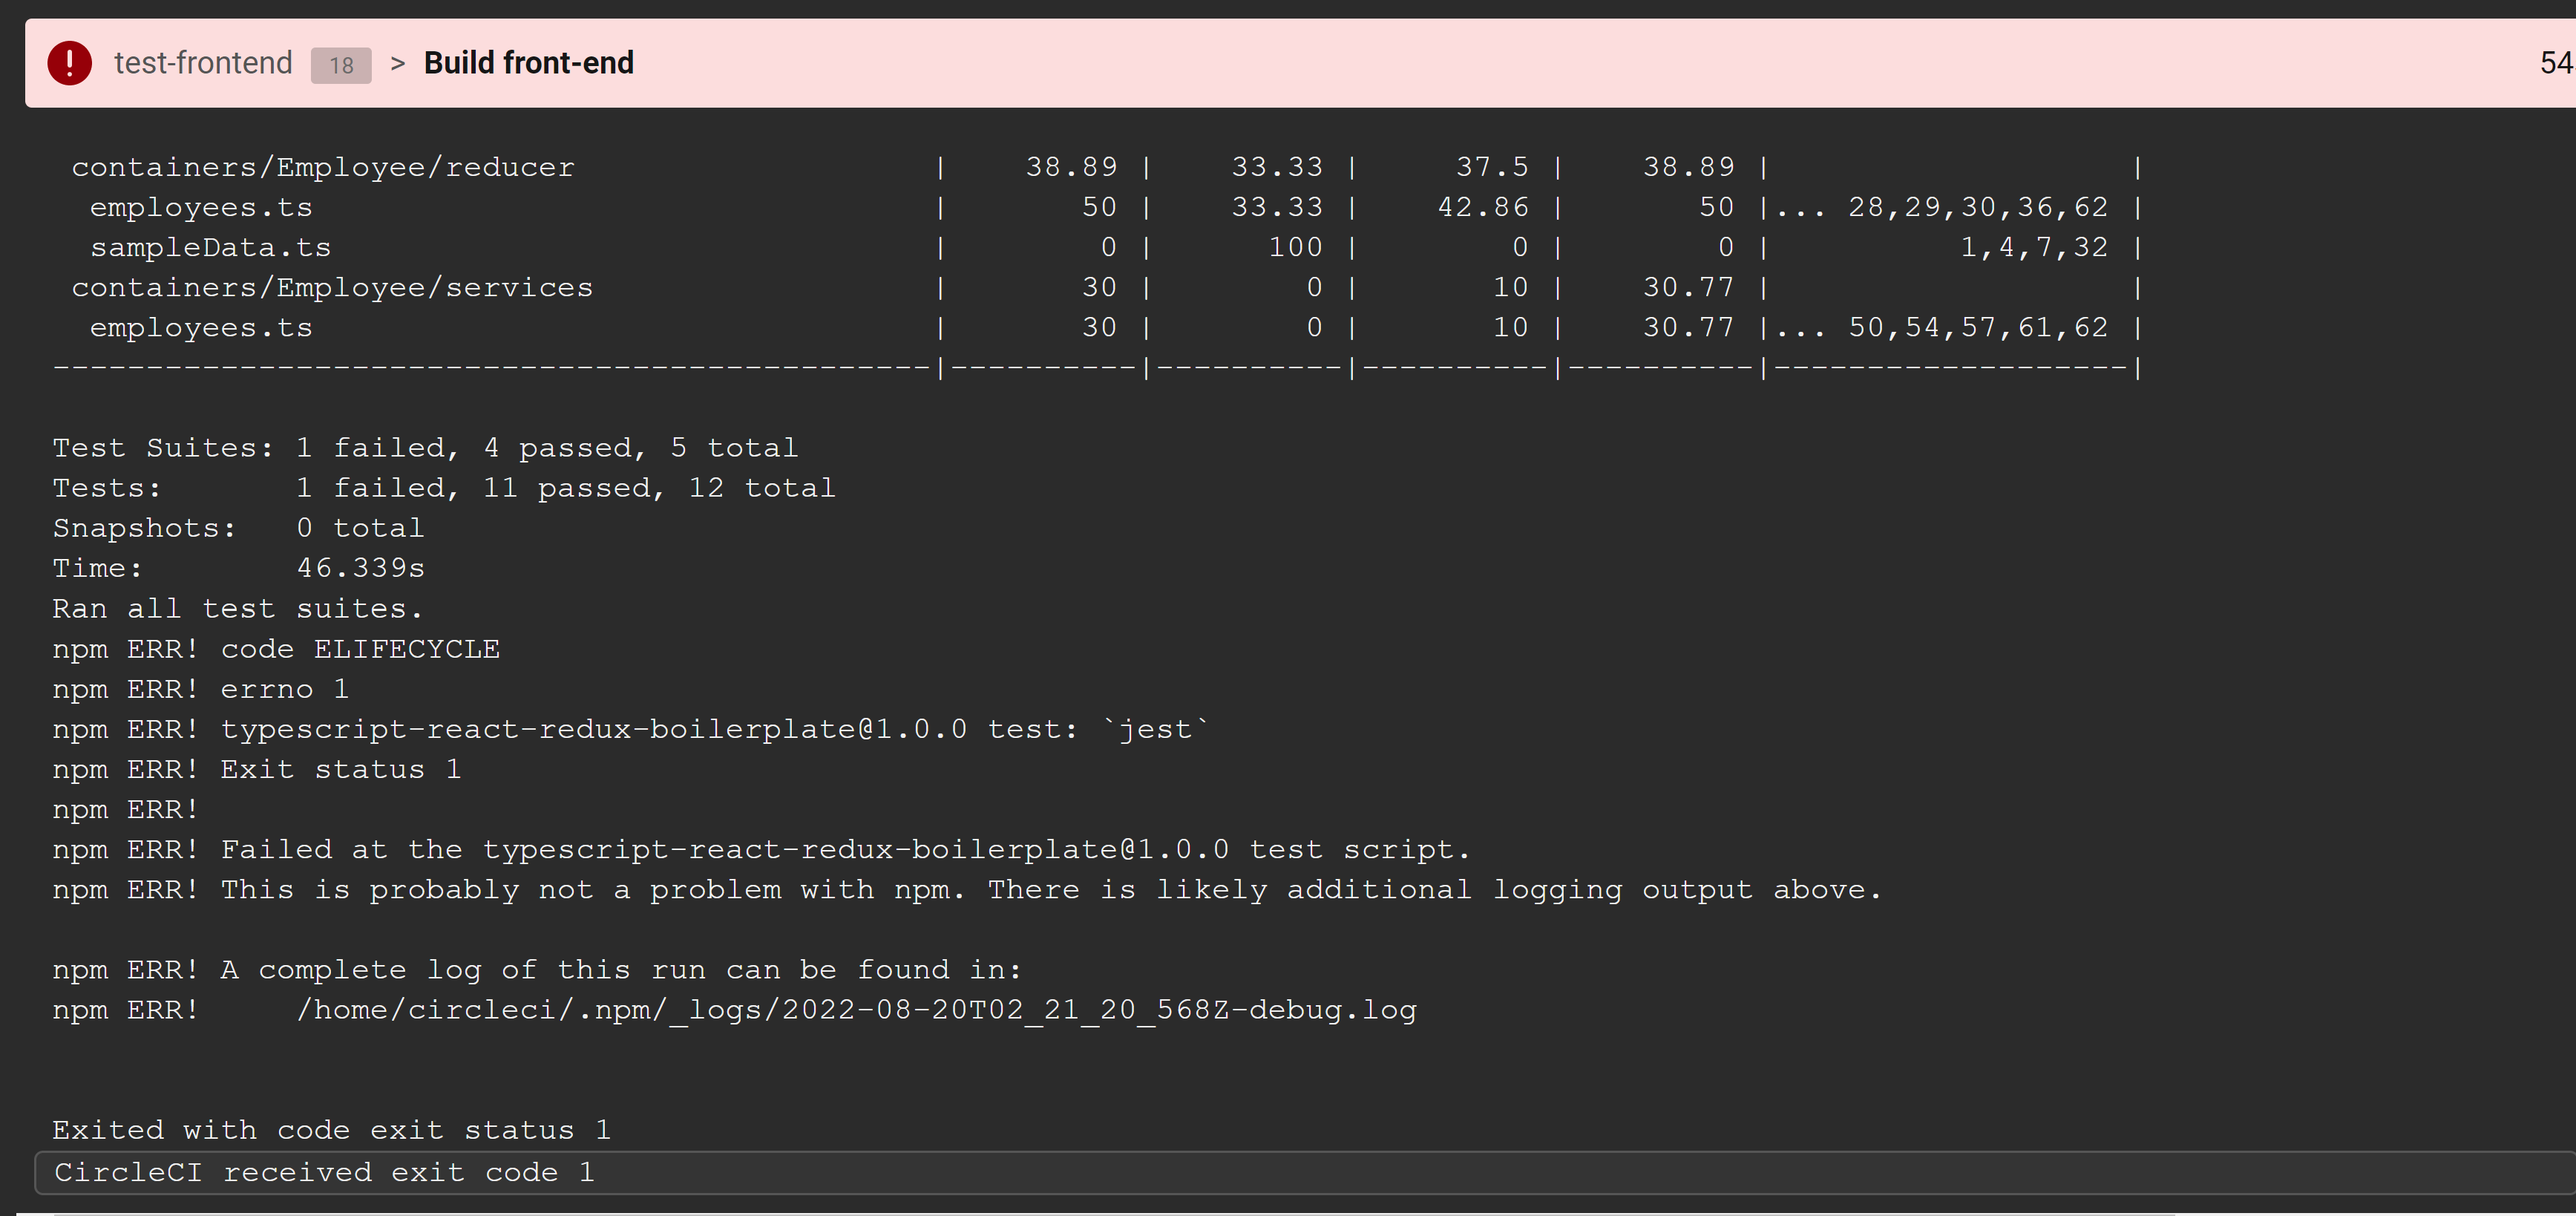 test-frontend 18 > Build front-end 54
containers/Employee/reducer | 38.89 | 33.33 | 37.5 | 38.89 | |
employees.ts | 50 | 33.33 | 42.86 | 50 |... 28,29,30,36,62 |
sampleData.ts | 0 | 100 | 0 | 0 | 1,4,7,32 |
containers/Employee/services | 30 | 0 | 10 | 30.77 | |
employees.ts | 30 | 0 | 10 | 30.77 |... 50,54,57,61,62 |
-----------------------------------------------|----------|----------|----------|----------|-------------------|
Test Suites: 1 failed, 4 passed, 5 total
Tests: 1 failed, 11 passed, 12 total
Snapshots: 0 total
Time: 46.339s
Ran all test suites.
npm ERR! code ELIFECYCLE
npm ERR! errno 1
npm ERR! typescript-react-redux-boilerplate@1.0.0 test: `jest`
npm ERR! Exit status 1
npm ERR!
npm ERR! Failed at the typescript-react-redux-boilerplate@1.0.0 test script.
npm ERR! This is probably not a problem with npm. There is likely additional logging output above.
npm ERR! A complete log of this run can be found in:
npm ERR! /home/circleci/.npm/_logs/2022-08-20T02_21_20_568Z-debug.log
Exited with code exit status 1
CircleCI received exit code 1